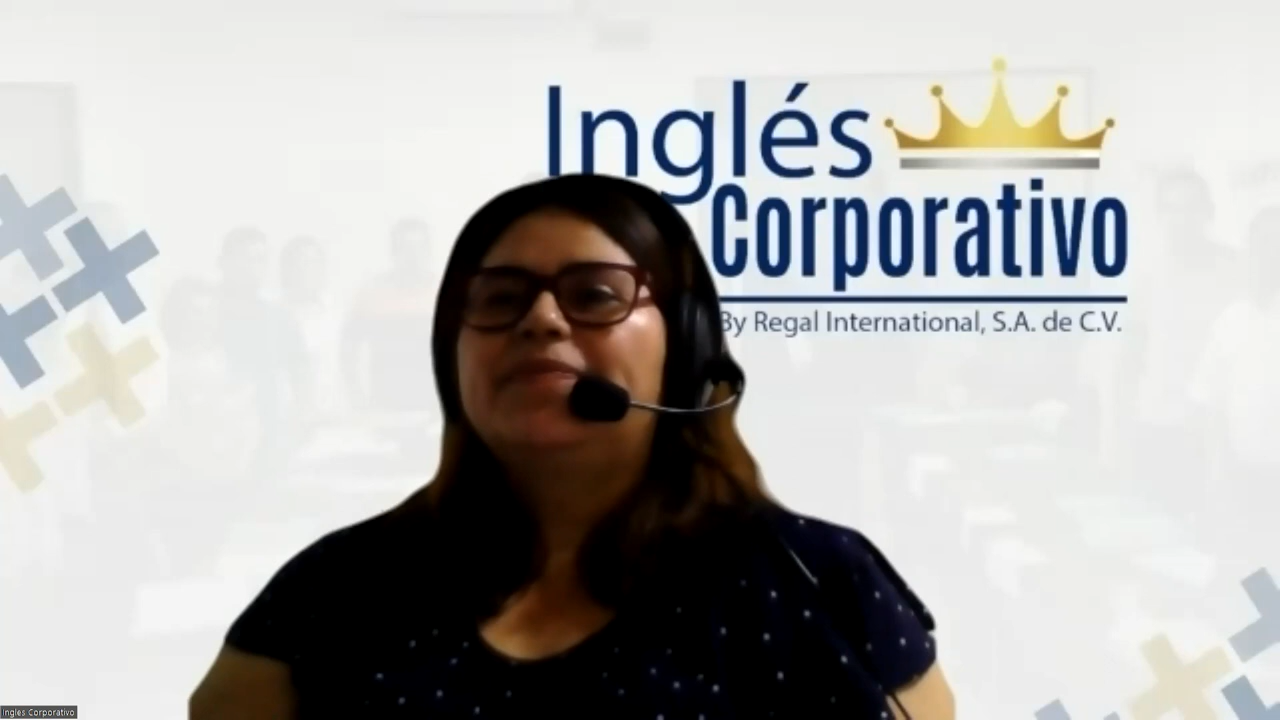 Inglés
Corporativo
By Regal International, S.A. de C.V.
Ingles Corporativo